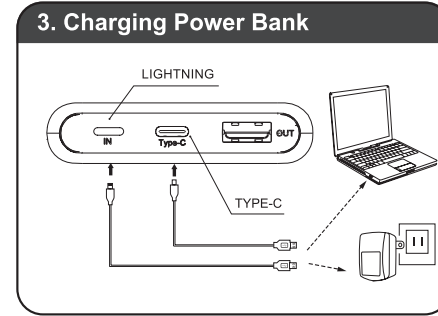 3. Charging Power Bank
LIGHTNING
IN
Type-C
OUT
TYPE-C